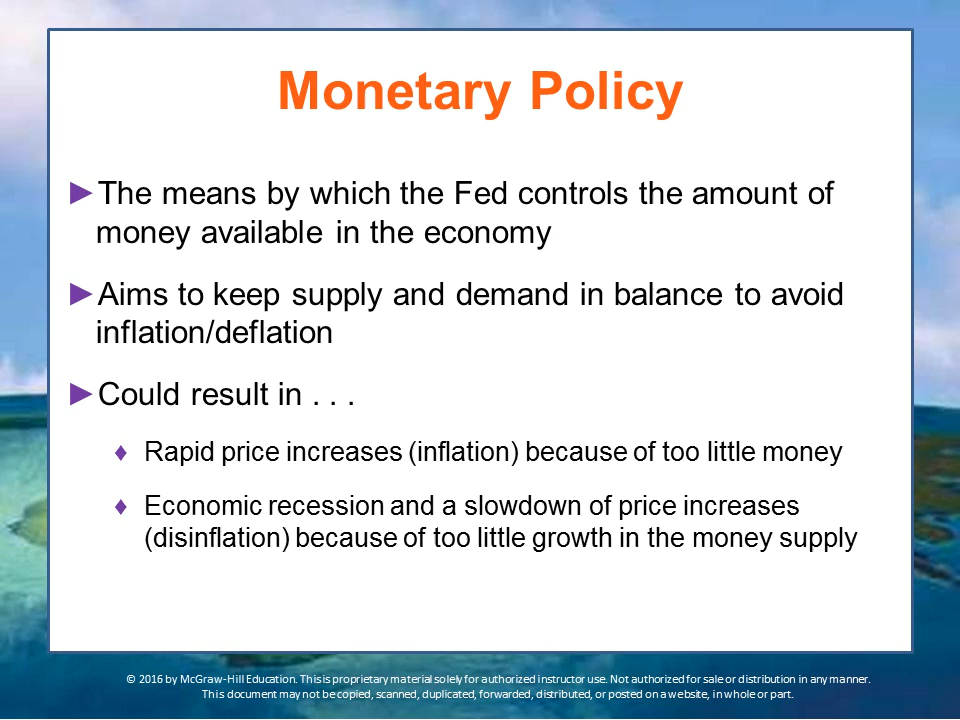 Monetary Policy
►The means by which the Fed controls the amount of
money available in the economy
►Aims to keep supply and demand in balance to avoid
inflation/deflation
►Could result in . . .
♦ Rapid price increases (inflation) because of too little money
♦ Economic recession and a slowdown of price increases
(disinflation) because of too little growth in the money supply
© 2016 by McGraw-Hill Education. This is proprietary material solely for authorized instructor use. Not authorized for sale or distribution in any manner.
This document may not be copied, scanned, duplicated, forwarded, distributed, or posted on a website, in whole or part.